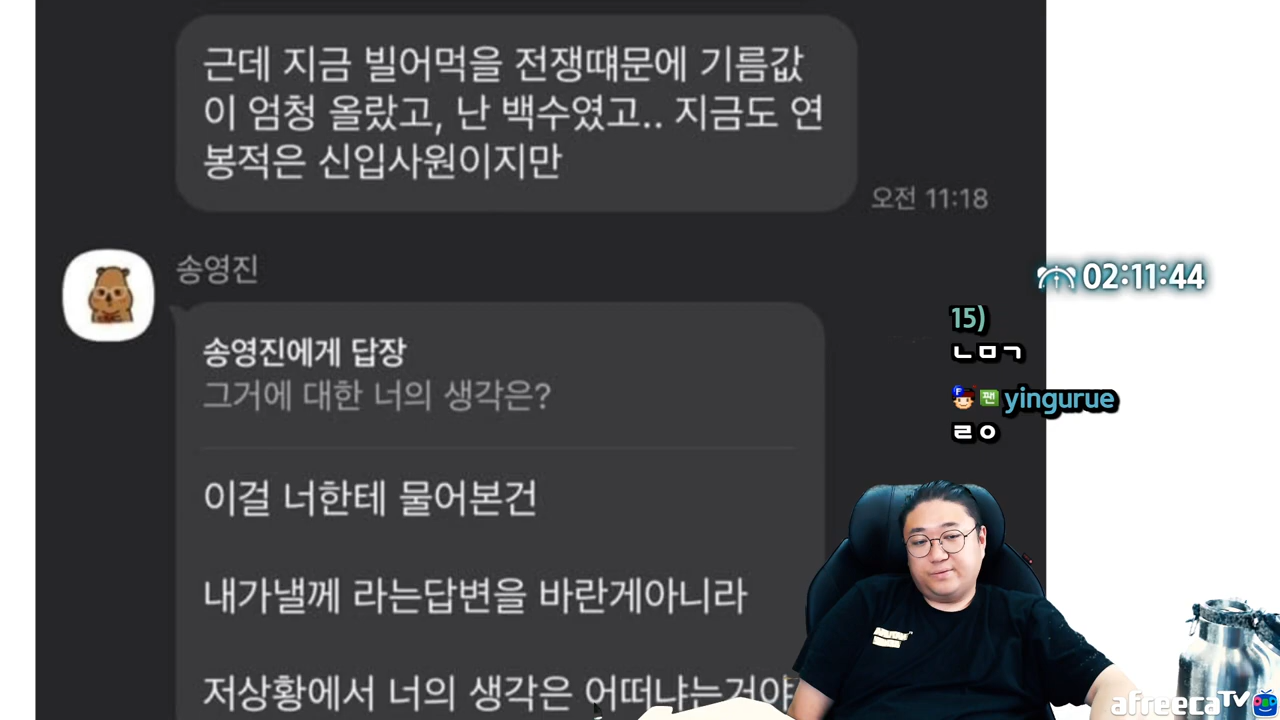 근데 지금 빌어먹을 전쟁떄문에 기름값
이 엄청 올랐고, 난 백수였고.. 지금도 연
봉적은 신입사원이지만
오전 11:18
송영진
송영진에게 답장
그거에 대한 너의 생각은?
이걸 너한테 물어본건
내가낼께 라는답변을 바란게아니라
저상황에서 너의 생각은 어떠냐는거야
02:11:44
15)
ㄴㅁㄱ
F 팬 yingurue
ㄹㅇ
afreecaTV